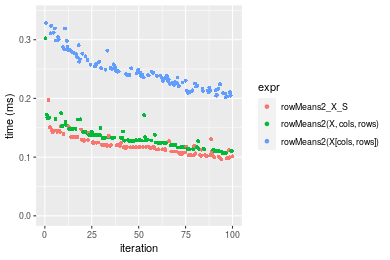 0.3
0.2
0.1
0.0
0
25
50
75
100
time (ms)
iteration
expr
rowMeans2_X_S
rowMeans2(X, cols, rows)
rowMeans2(X[cols, rows])